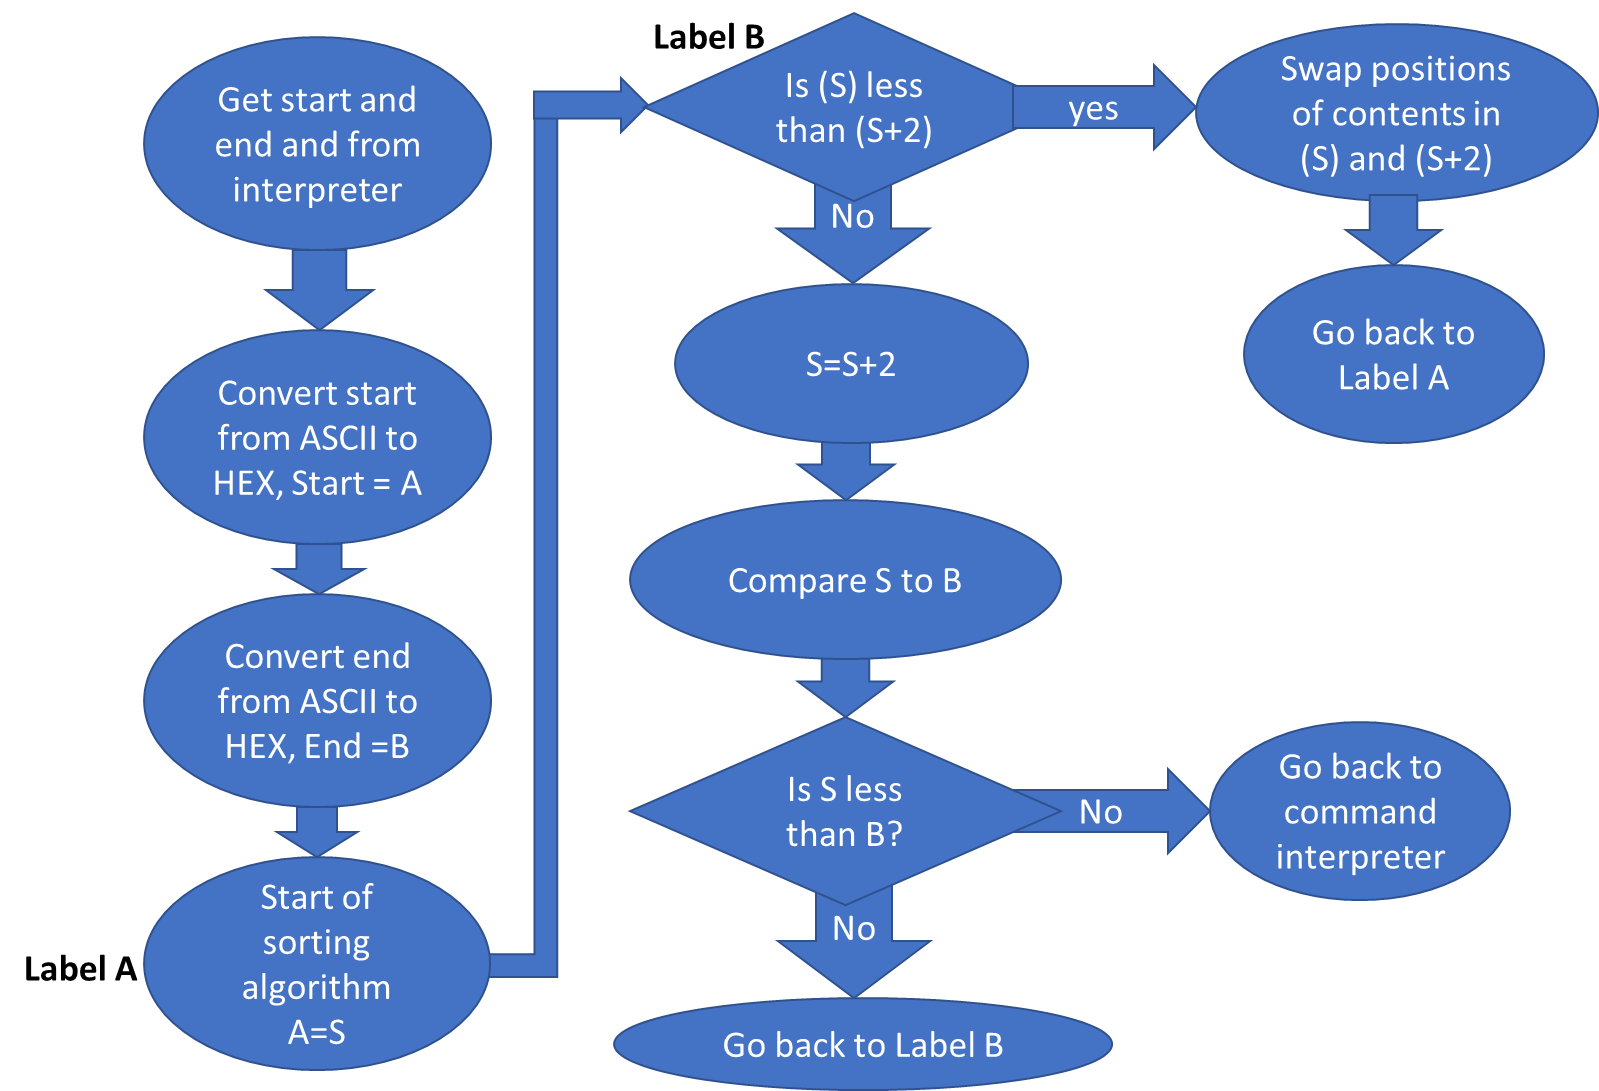 Get start and
end and from
interpreter
Convert start
from ASCII to
HEX, Start = A
Convert end
from ASCII to
HEX, End =B
Label A
Start of
sorting
algorithm
A=S
Label B
Is (S) less
than (S+2)
yes
Swap positions
of contents in
(S) and (S+2)
Go back to
Label A
No
S=S+2
Compare S to B
Is S less
than B?
No
Go back to
command
interpreter
No
Go back to Label B